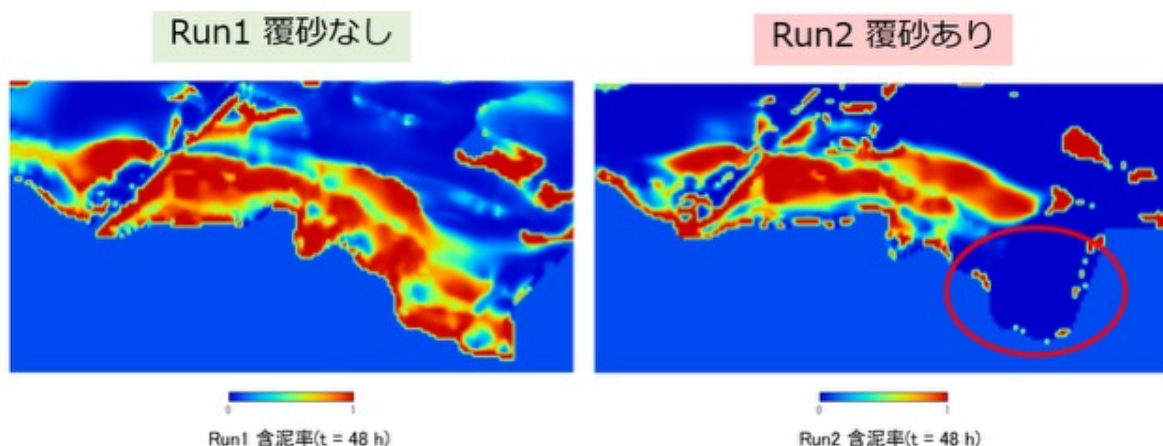 Run1 覆砂なし
Run2 覆砂あり
0 1
0 1
Run1 含泥率(t = 48 h)
Run2 含泥率(t = 48 h)